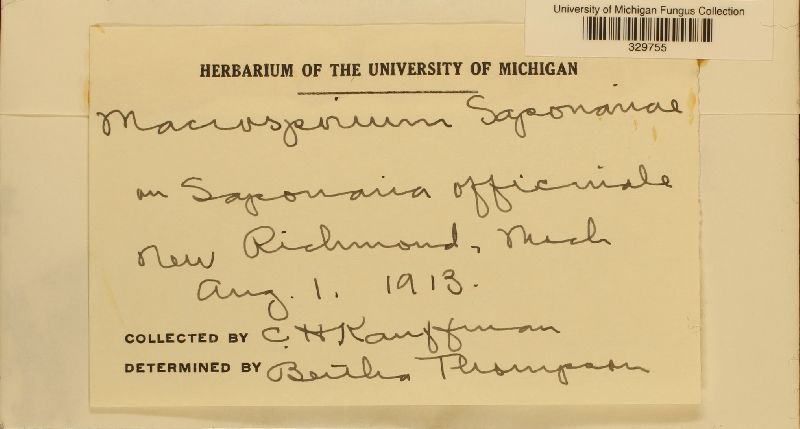 University of Michigan Fungus Collection
329755
HERBARIUM OF THE UNIVERSITY OF MICHIGAN
Macrosporium Saponariae
on Saponaria officinale
New Richmond, Mich
Aug. 1. 1913.
COLLECTED BY C. H Kauffman
DETERMINED BY Bertha Thompson